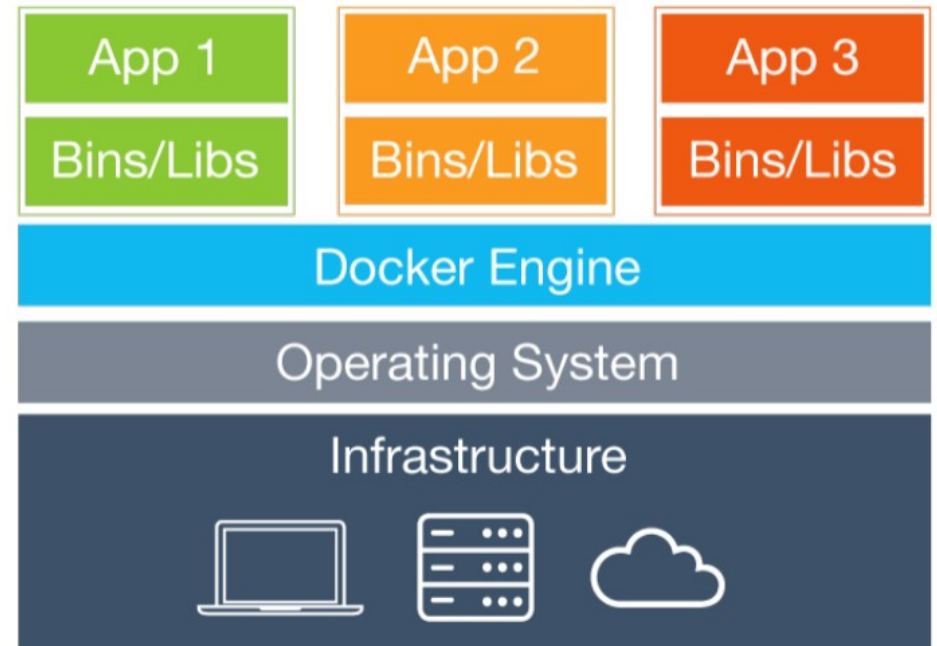 App 1
App 2
App 3
Bins/Libs
Bins/Libs
Bins/Libs
Docker Engine
Operating System
Infrastructure